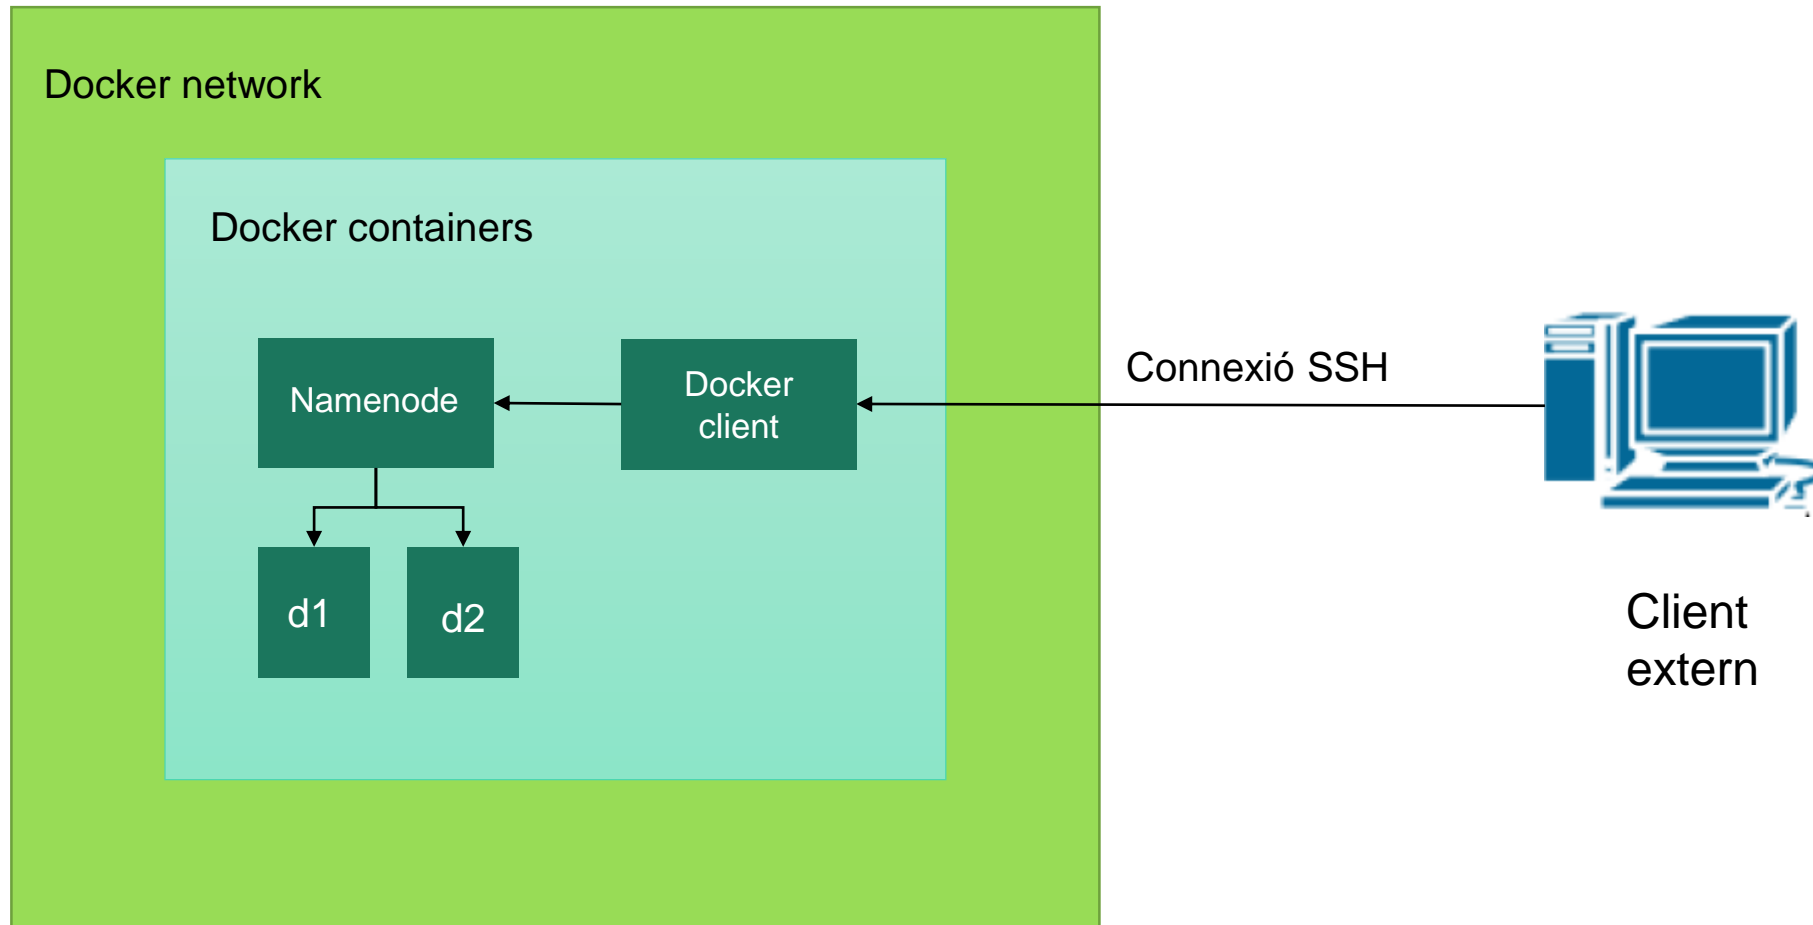 Docker network
Docker containers
Namenode
Docker
client
Connexió SSH
d1
d2
Client
extern